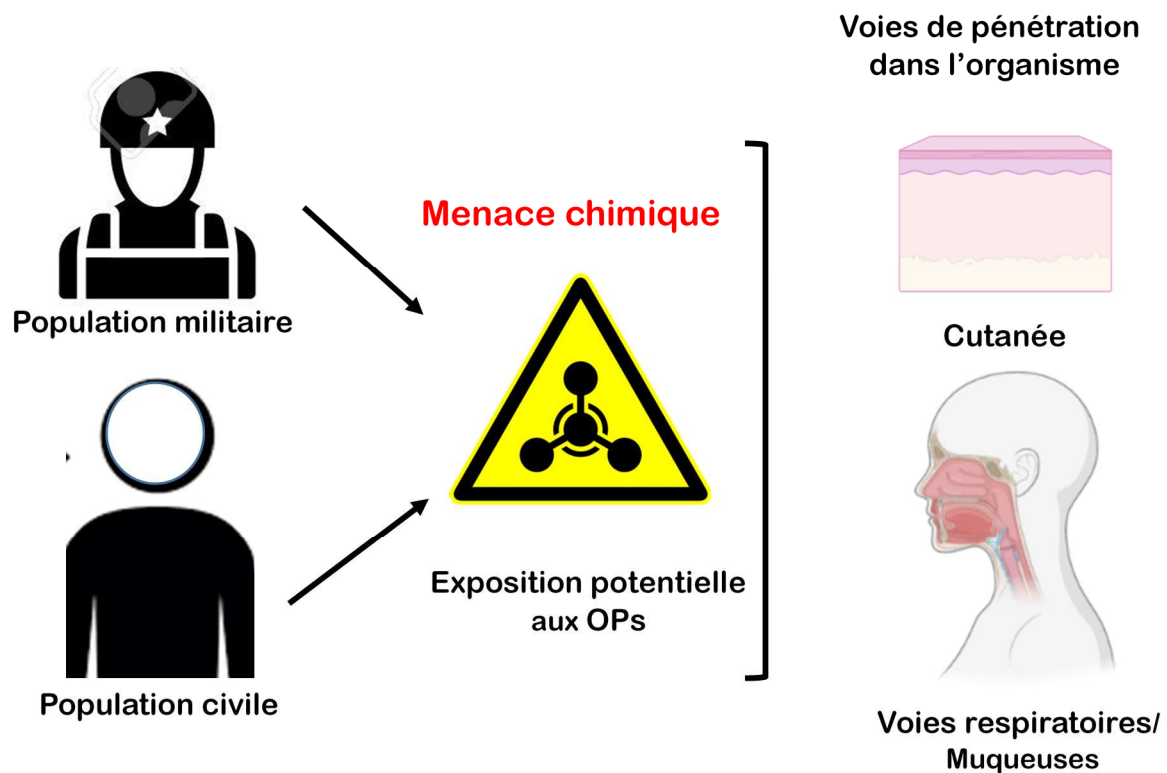 Voies de pénétration
dans l'organisme
Menace chimique
Population militaire
Cutanée
Exposition potentielle
aux OPs
Population civile
Voies respiratoires/
Muqueuses